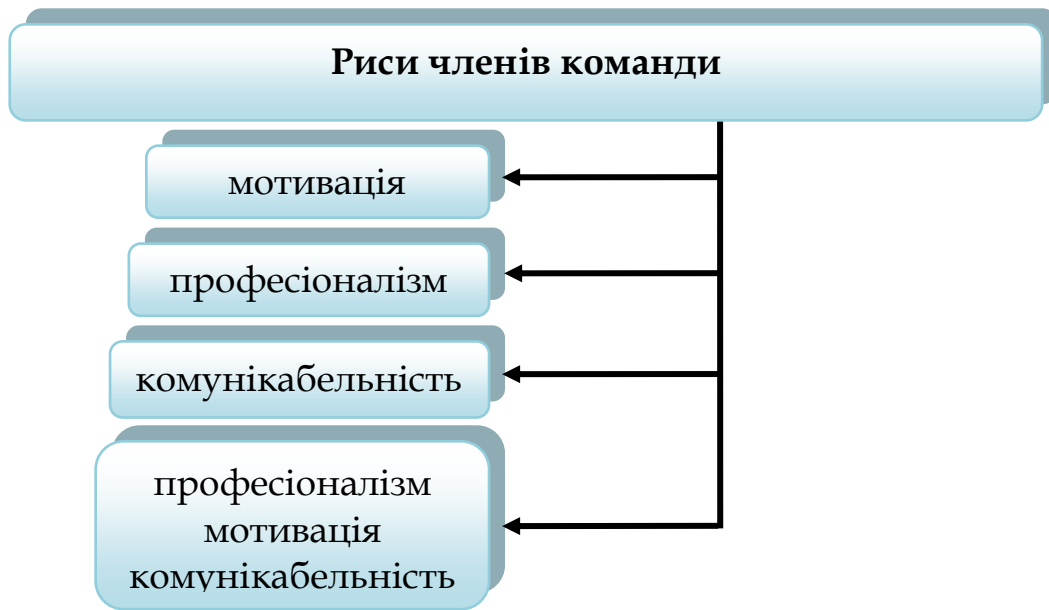 Риси членів команди
мотивація
професіоналізм
комунікабельність
професіоналізм
мотивація
комунікабельність